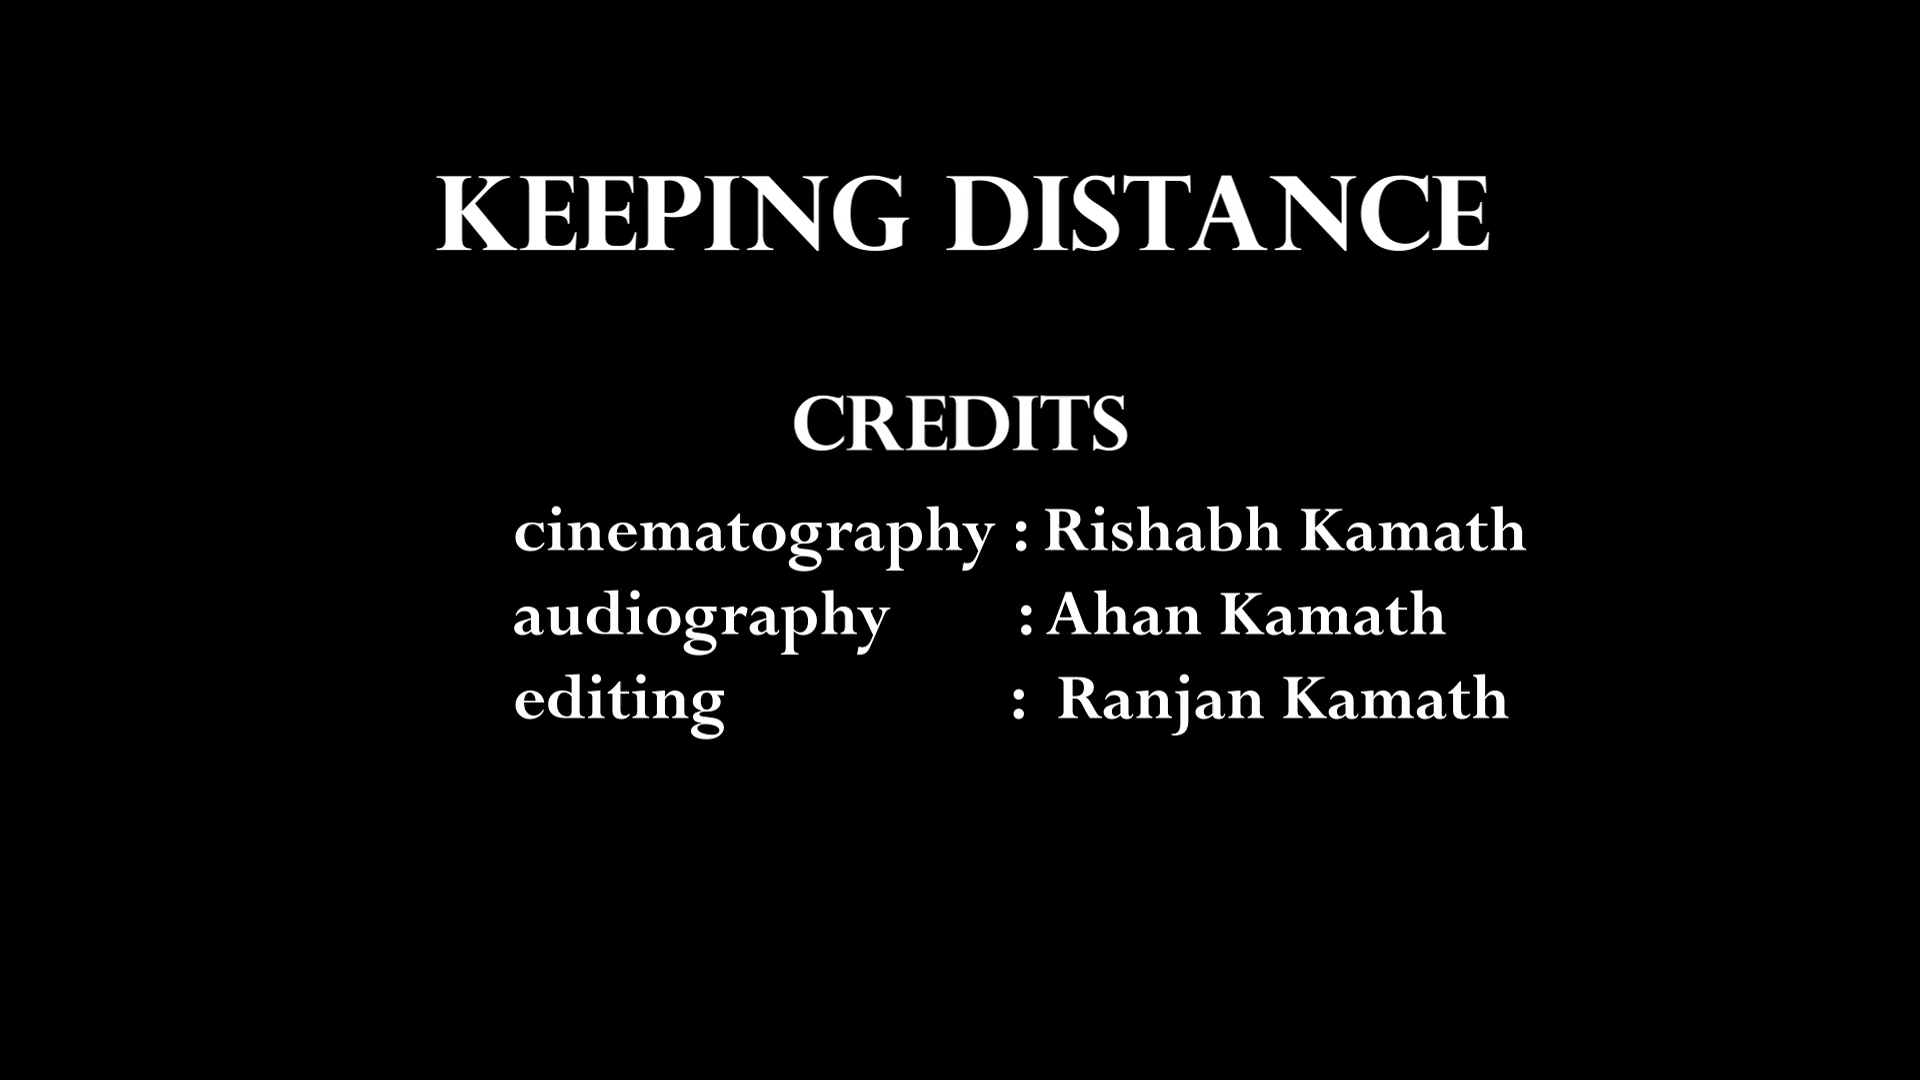 KEEPING DISTANCE
CREDITS
cinematography : Rishabh Kamath
audiography : Ahan Kamath
editing : Ranjan Kamath